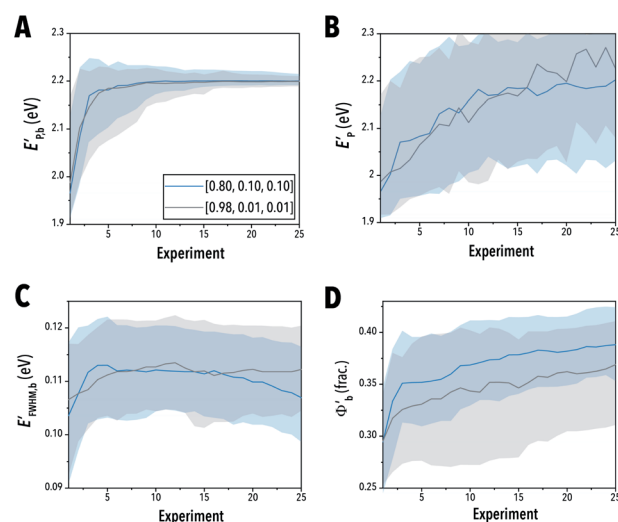 A
2.3
2.2
2.1
2.0
1.9
E′P,b (eV)
[0.80, 0.10, 0.10]
[0.98, 0.01, 0.01]
5
10
15
20
25
Experiment
B
2.3
2.2
2.1
2
1.9
E′P (eV)
5
10
15
20
25
Experiment
C
0.12
0.11
0.10
0.09
E′FWHM,b (eV)
5
10
15
20
25
Experiment
D
0.40
0.35
0.30
0.25
Φ′b (frac.)
5
10
15
20
25
Experiment